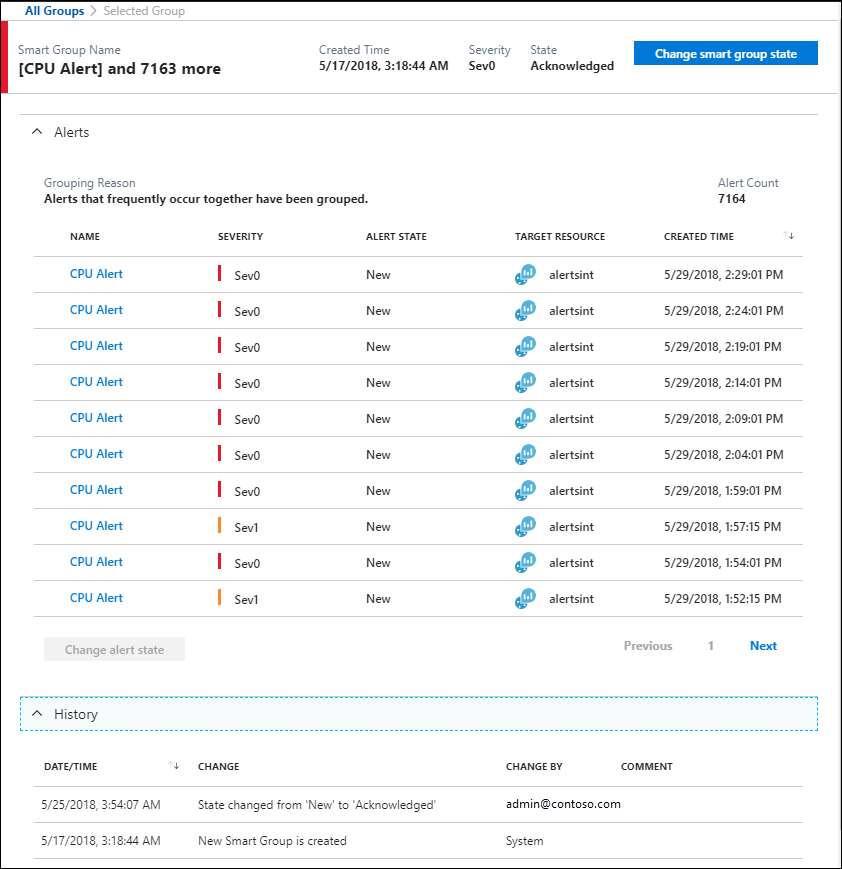 All Groups > Selected Group
Smart Group Name Created Time Severity State
[CPU Alert] and 7163 more 5/17/2018, 3:18:44 AM Sev0 Acknowledged Change smart group state
Alerts
Grouping Reason Alert Count
Alerts that frequently occur together have been grouped. 7164
NAME SEVERITY ALERT STATE TARGET RESOURCE CREATED TIME
CPU Alert Sev0 New alertsint 5/29/2018, 2:29:01 PM
CPU Alert Sev0 New alertsint 5/29/2018, 2:24:01 PM
CPU Alert Sev0 New alertsint 5/29/2018, 2:19:01 PM
CPU Alert Sev0 New alertsint 5/29/2018, 2:14:01 PM
CPU Alert Sev0 New alertsint 5/29/2018, 2:09:01 PM
CPU Alert Sev0 New alertsint 5/29/2018, 2:04:01 PM
CPU Alert Sev0 New alertsint 5/29/2018, 1:59:01 PM
CPU Alert Sev1 New alertsint 5/29/2018, 1:57:15 PM
CPU Alert Sev0 New alertsint 5/29/2018, 1:54:01 PM
CPU Alert Sev1 New alertsint 5/29/2018, 1:52:15 PM
Change alert state Previous 1 Next
History
DATE/TIME CHANGE CHANGE BY COMMENT
5/25/2018, 3:54:07 AM State changed from 'New' to 'Acknowledged' admin@contoso.com
5/17/2018, 3:18:44 AM New Smart Group is created System